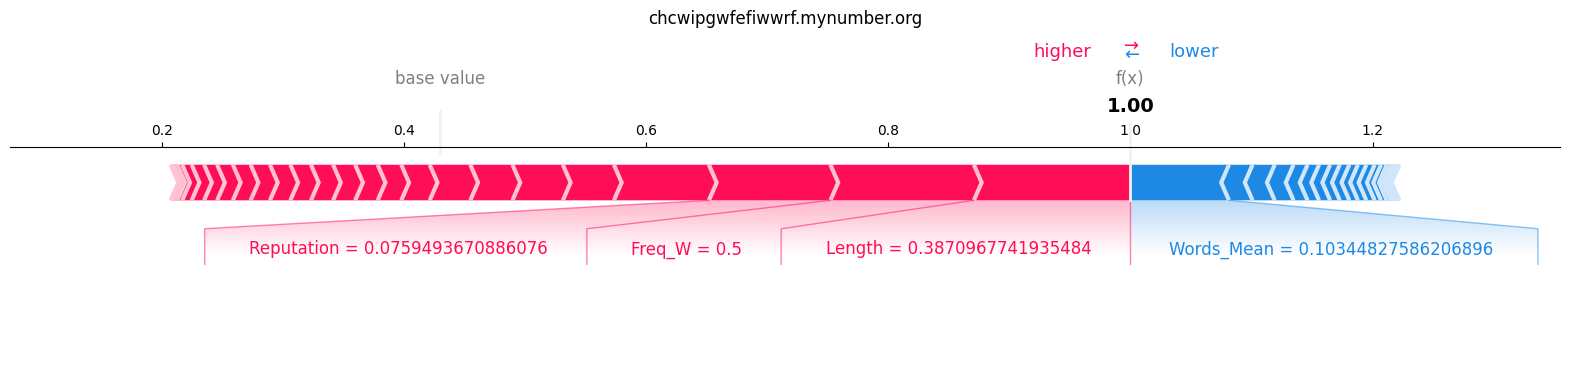 chcwipgwfefiwwrf.mynumber.org
higher ⇄ lower
base value f(x)
1.00
0.2 0.4 0.6 0.8 1.0 1.2
Reputation = 0.0759493670886076 Freq_W = 0.5 Length = 0.3870967741935484 Words_Mean = 0.10344827586206896